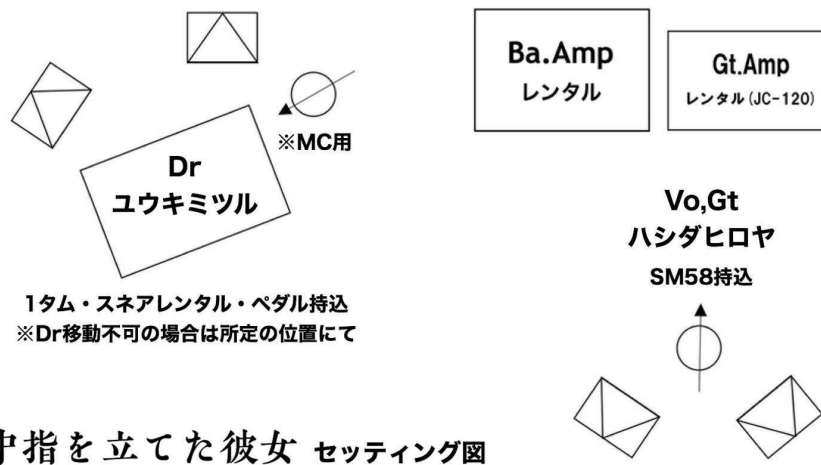 Ba.Amp
レンタル
Gt.Amp
レンタル(JC-120)
※MC用
Dr
ユウキミツル
Vo,Gt
ハシダヒロヤ
SM58持込
1タム・スネアレンタル・ペダル持込
※Dr移動不可の場合は所定の位置にて
中指を立てた彼女 セッティング図